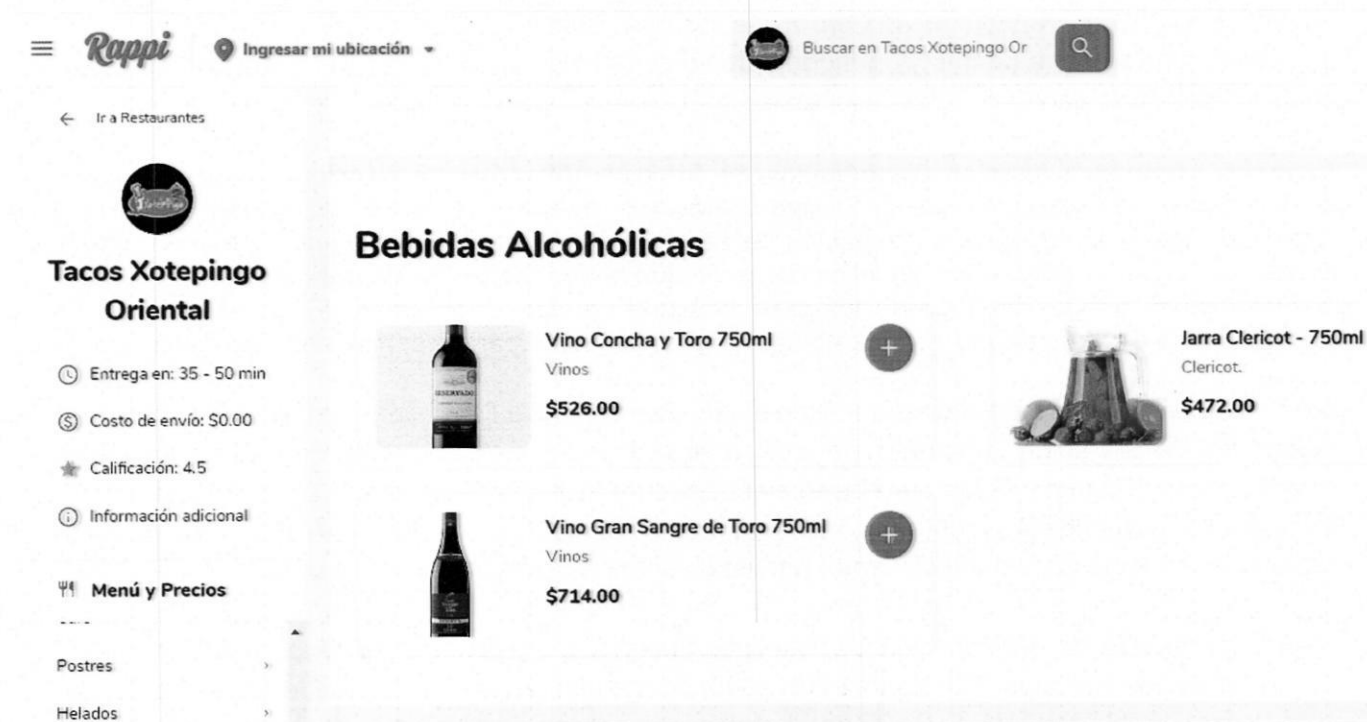 Rappi
Ingresar mi ubicación
Buscar en Tacos Xotepingo Or
Ir a Restaurantes
Tacos Xotepingo
Oriental
Entrega en: 35 - 50 min
Costo de envío: $0.00
Calificación: 4.5
Información adicional
Menú y Precios
Postres
Helados
Bebidas Alcohólicas
Vino Concha y Toro 750ml
Vinos
$526.00
Jarra Clericot - 750ml
Clericot.
$472.00
Vino Gran Sangre de Toro 750ml
Vinos
$714.00